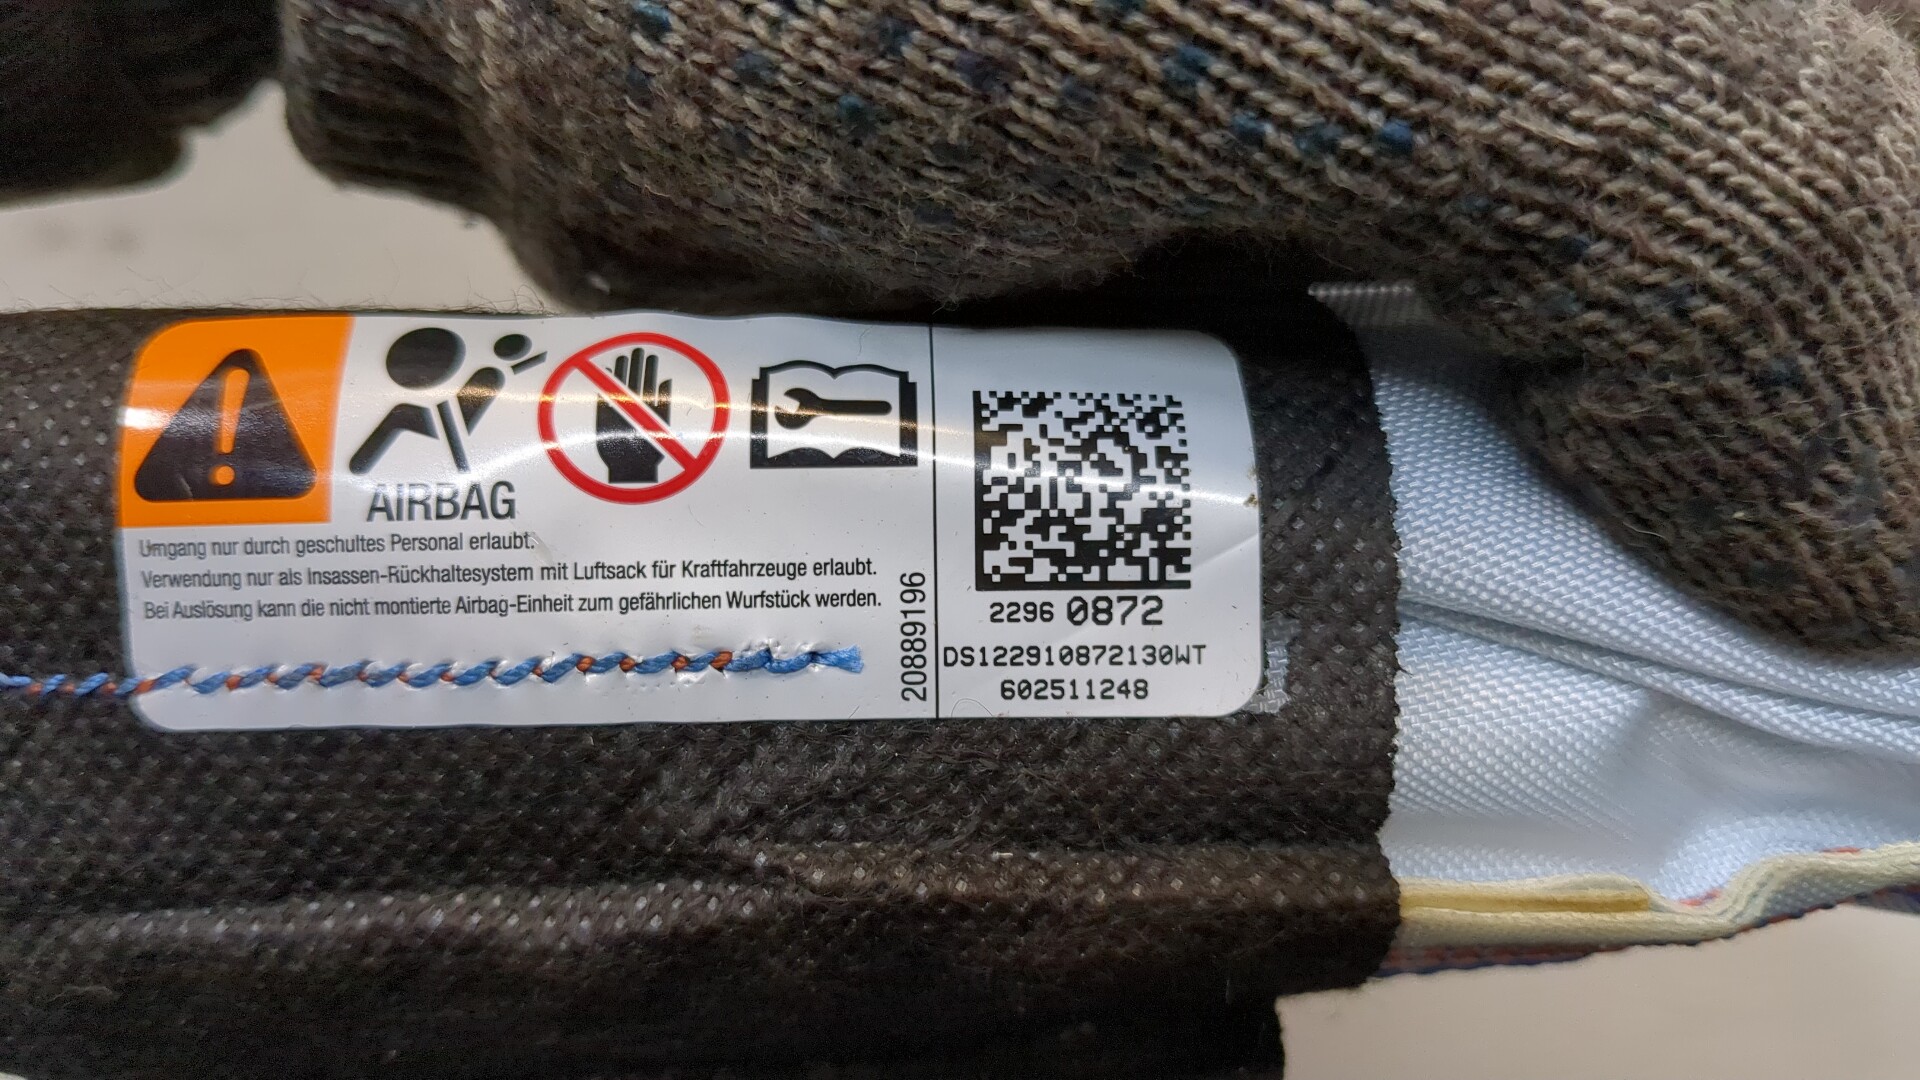 AIRBAG
Umgang nur durch geschultes Personal erlaubt.
Verwendung nur als Insassen-Rückhaltesystem mit Luftsack für Kraftfahrzeuge erlaubt.
Bei Auslösung kann die nicht montierte Airbag-Einheit zum gefährlichen Wurfstück werden.
20889196
2296 0872
DS122910872130WT
602511248